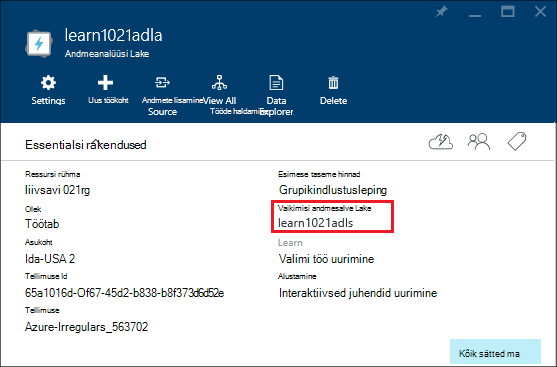 learn1021adla
Andmeanalüüsi Lake
Settings
Uus töökoht
Andmete lisamine
Source
View All
Tööde haldamine
Data
Explorer
Delete
Essentialsi rakendused
Ressursi rühma
liivsavi 021rg
Olek
Töötab
Asukoht
Ida-USA 2
Tellimuse Id
65a1016d-Of67-45d2-b838-b8f373d6d52e
Tellimuse
Azure-Irregulars_563702
Esimese taseme hinnad
Grupikindlustusleping
Vaikimisi andmesalve Lake
learn1021adls
Learn
Valimi töö uurimine
Alustamine
Interaktiivsed juhendid uurimine
Kõik sätted ma